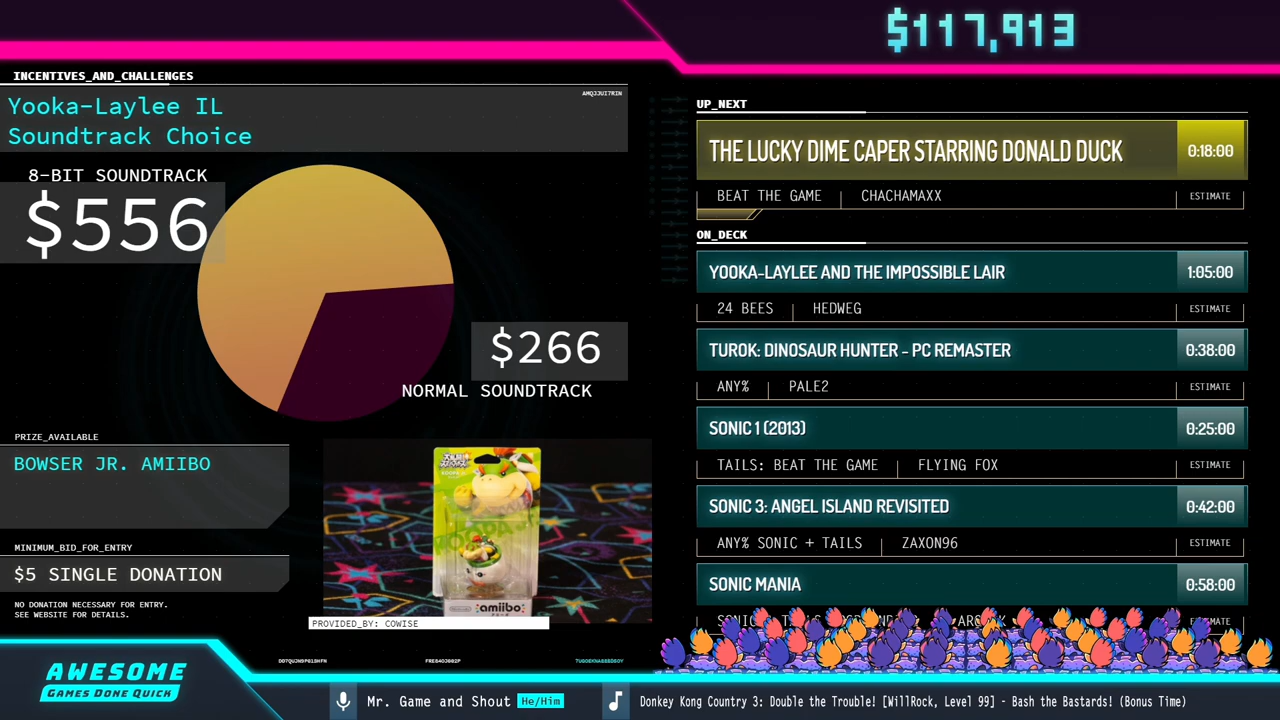 $117,913
INCENTIVES_AND_CHALLENGES
Yooka-Laylee IL
Soundtrack Choice
8-BIT SOUNDTRACK
$556
$266
NORMAL SOUNDTRACK
PRIZE_AVAILABLE
BOWSER JR. AMIIBO
MINIMUM_BID_FOR_ENTRY
$5 SINGLE DONATION
NO DONATION NECESSARY FOR ENTRY.
SEE WEBSITE FOR DETAILS.
amiibo
PROVIDED_BY: COWISE
UP_NEXT
THE LUCKY DIME CAPER STARRING DONALD DUCK 0:18:00
BEAT THE GAME CHACHAMAXX ESTIMATE
ON_DECK
YOOKA-LAYLEE AND THE IMPOSSIBLE LAIR 1:05:00
24 BEES HEDWEG ESTIMATE
TUROK: DINOSAUR HUNTER - PC REMASTER 0:38:00
ANY% PALE2 ESTIMATE
SONIC 1 (2013) 0:25:00
TAILS: BEAT THE GAME FLYING FOX ESTIMATE
SONIC 3: ANGEL ISLAND REVISITED 0:42:00
ANY% SONIC + TAILS ZAXON96 ESTIMATE
SONIC MANIA 0:58:00
AWESOME
GAMES DONE QUICK
Mr. Game and Shout He/Him
Donkey Kong Country 3: Double the Trouble! [WillRock, Level 99] - Bash the Bastards! (Bonus Time)